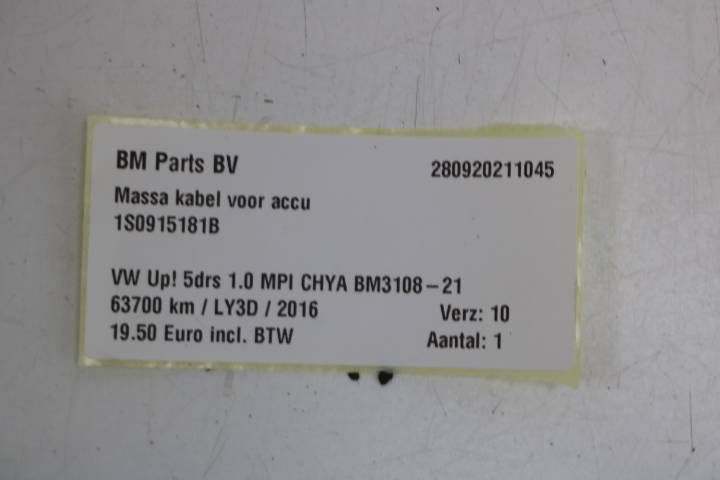 BM Parts BV 280920211045
Massa kabel voor accu
1S0915181B
VW Up! 5drs 1.0 MPI CHYA BM3108-21
63700 km / LY3D / 2016 Verz: 10
19.50 Euro incl. BTW Aantal: 1